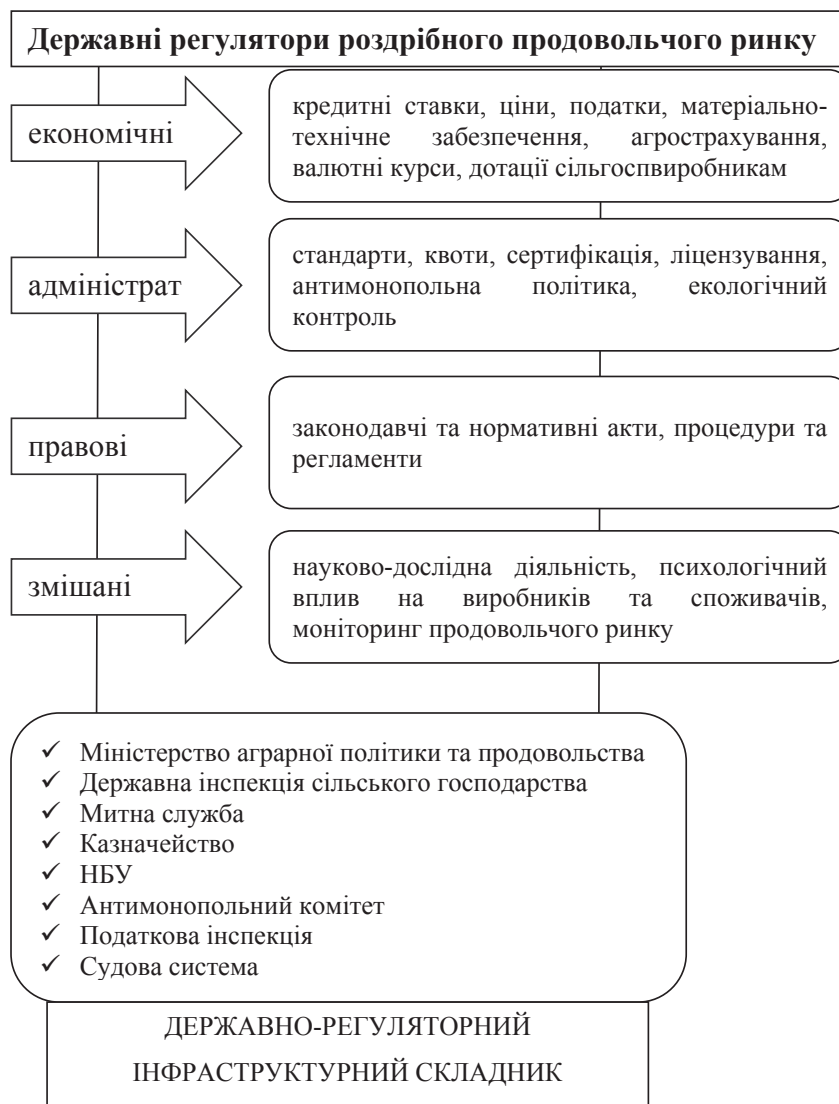 Державні регулятори роздрібного продовольчого ринку
економічні
кредитні ставки, ціни, податки, матеріально-
технічне забезпечення, агрострахування,
валютні курси, дотації сільгоспвиробникам
адміністрат
стандарти, квоти, сертифікація, ліцензування,
антимонопольна політика, екологічний
контроль
правові
законодавчі та нормативні акти, процедури та
регламенти
змішані
науково-дослідна діяльність, психологічний
вплив на виробників та споживачів,
моніторинг продовольчого ринку
✓ Міністерство аграрної політики та продовольства
✓ Державна інспекція сільського господарства
✓ Митна служба
✓ Казначейство
✓ НБУ
✓ Антимонопольний комітет
✓ Податкова інспекція
✓ Судова система
ДЕРЖАВНО-РЕГУЛЯТОРНИЙ
ІНФРАСТРУКТУРНИЙ СКЛАДНИК